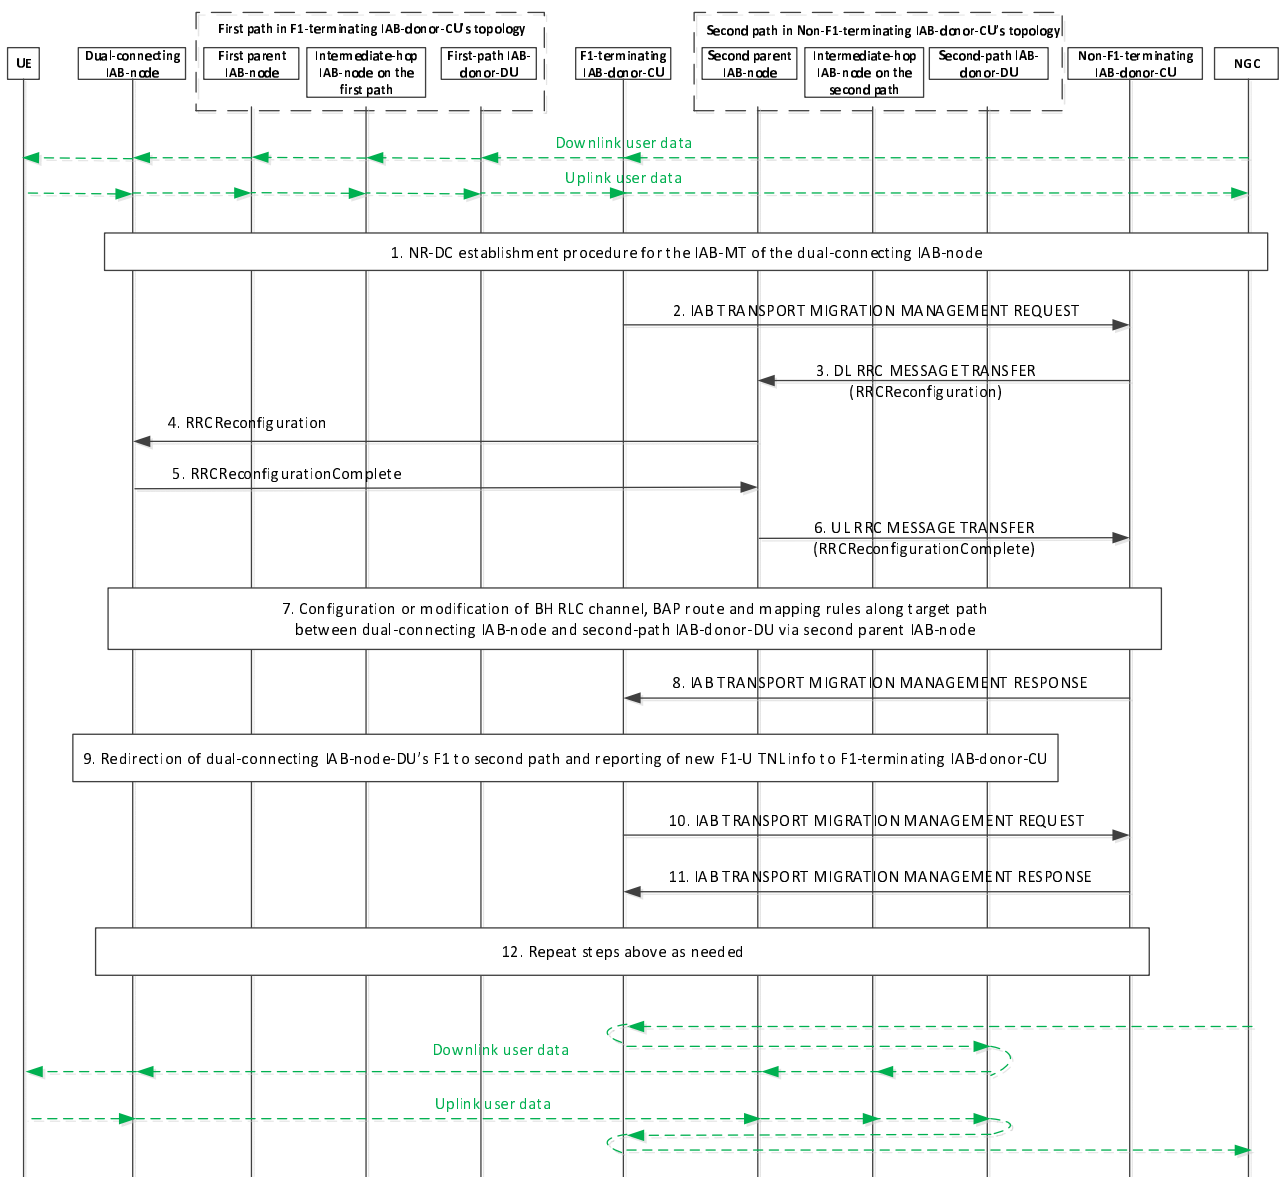 First path in F1-terminating IAB-donor-CU's topology
Second path in Non-F1-terminating IAB-donor-CU's topology
UE
Dual-connecting
IAB-node
First parent
IAB-node
Intermediate-hop
IAB-node on the
first path
First-path IAB-
donor-DU
F1-terminating
IAB-donor-CU
Second parent
IAB-node
Intermediate-hop
IAB-node on the
second path
Second-path IAB-
donor-DU
Non-F1-terminating
IAB-donor-CU
NGC
Downlink user data
Uplink user data
1. NR-DC establishment procedure for the IAB-MT of the dual-connecting IAB-node
2. IAB TRANSPORT MIGRATION MANAGEMENT REQUEST
3. DL RRC MESSAGE TRANSFER
(RRCReconfiguration)
4. RRCReconfiguration
5. RRCReconfigurationComplete
6. UL RRC MESSAGE TRANSFER
(RRCReconfigurationComplete)
7. Configuration or modification of BH RLC channel, BAP route and mapping rules along target path
between dual-connecting IAB-node and second-path IAB-donor-DU via second parent IAB-node
8. IAB TRANSPORT MIGRATION MANAGEMENT RESPONSE
9. Redirection of dual-connecting IAB-node-DU's F1 to second path and reporting of new F1-U TNL info to F1-terminating IAB-donor-CU
10. IAB TRANSPORT MIGRATION MANAGEMENT REQUEST
11. IAB TRANSPORT MIGRATION MANAGEMENT RESPONSE
12. Repeat steps above as needed
Downlink user data
Uplink user data